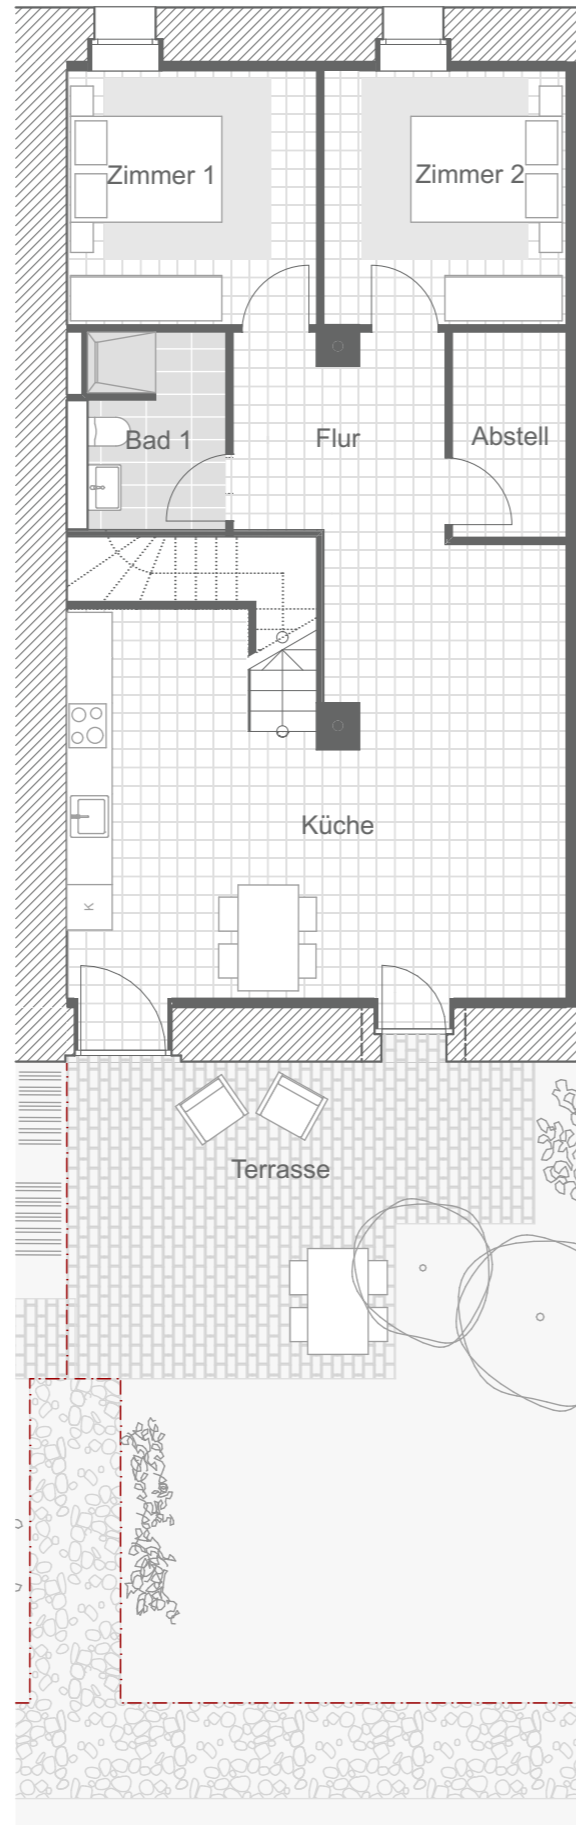 Zimmer 1
Zimmer 2
Bad 1
Flur
Abstell
Küche
K
Terrasse